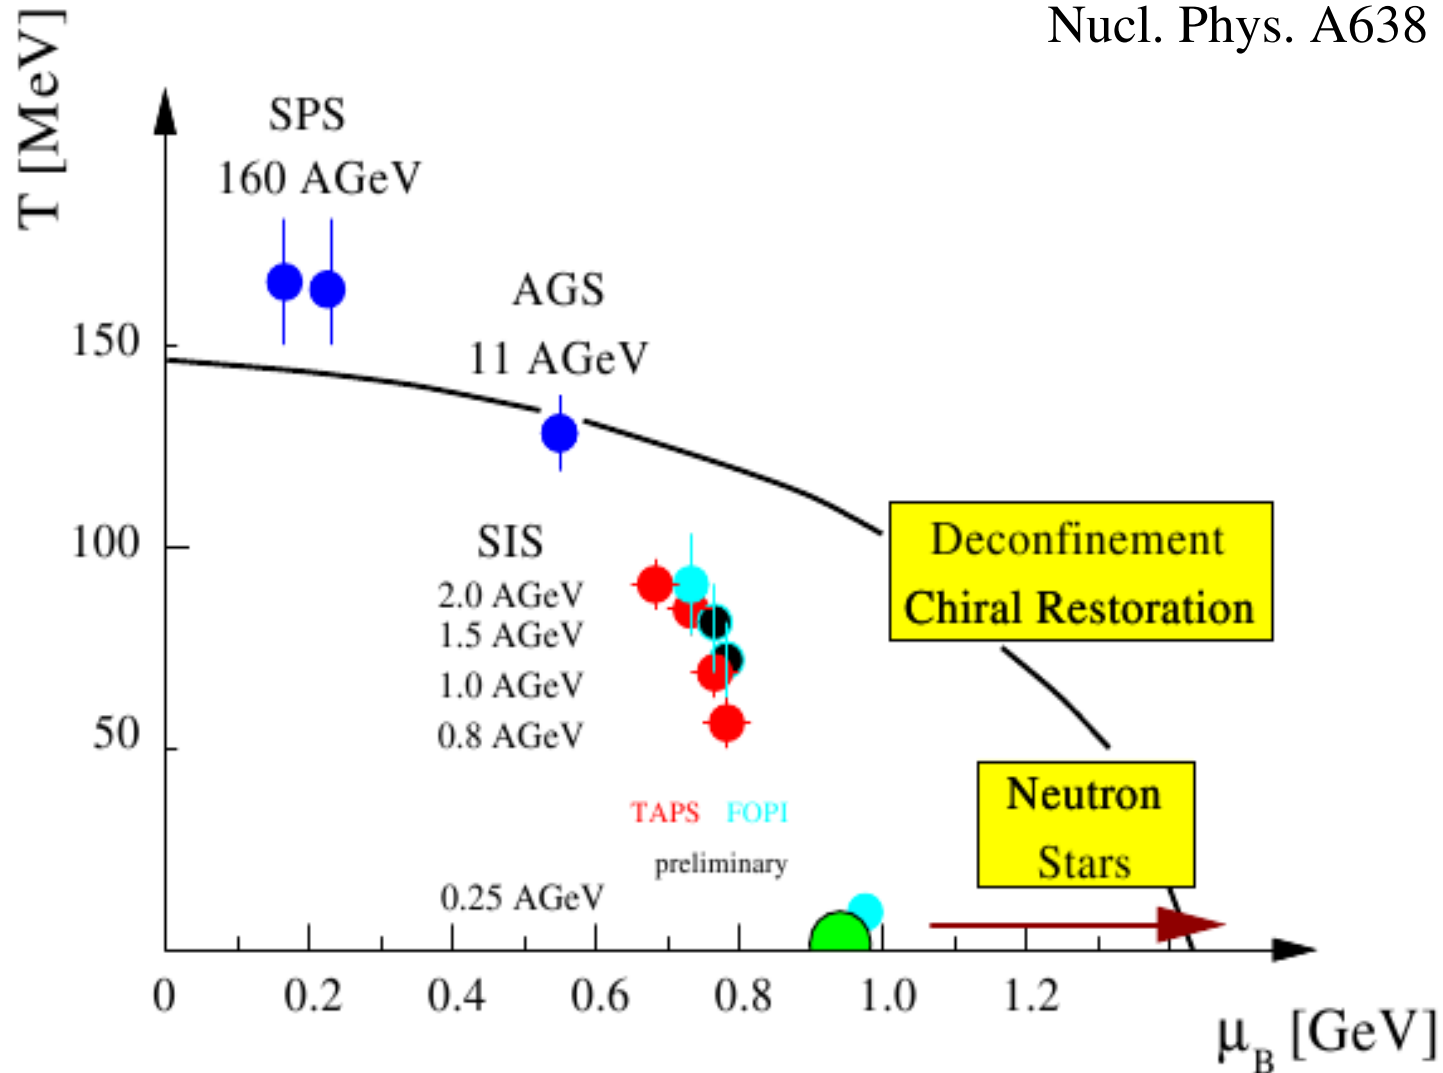 Nucl. Phys. A638
T [MeV]
SPS
160 AGeV
AGS
11 AGeV
150
100
50
SIS
2.0 AGeV
1.5 AGeV
1.0 AGeV
0.8 AGeV
Deconfinement
Chiral Restoration
Neutron
Stars
TAPS FOPI
preliminary
0.25 AGeV
0 0.2 0.4 0.6 0.8 1.0 1.2
μB [GeV]